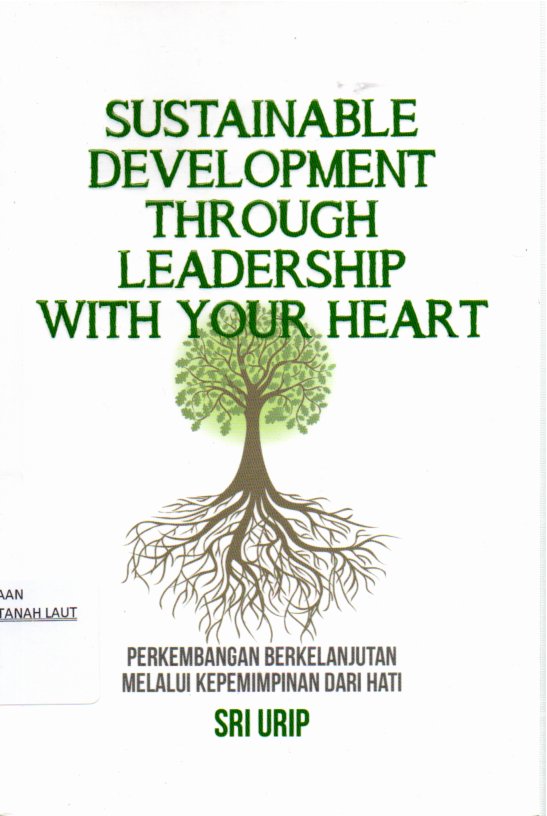 SUSTAINABLE
DEVELOPMENT
THROUGH
LEADERSHIP
WITH YOUR HEART
AAN
TANAH LAUT
PERKEMBANGAN BERKELANJUTAN
MELALUI KEPEMIMPINAN DARI HATI
SRI URIP